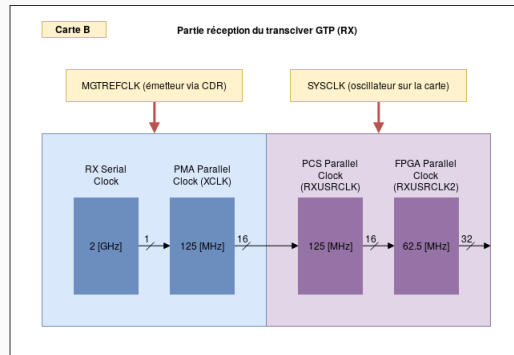 Carte B
Partie réception du transciver GTP (RX)
MGTREFCLK (émetteur via CDR)
SYSCLK (oscillateur sur la carte)
RX Serial
Clock
PMA Parallel
Clock (XCLK)
PCS Parallel
Clock
(RXUSRCLK)
FPGA Parallel
Clock
(RXUSRCLK2)
2 [GHz]
1
125 [MHz]
16
125 [MHz]
16
62.5 [MHz]
32